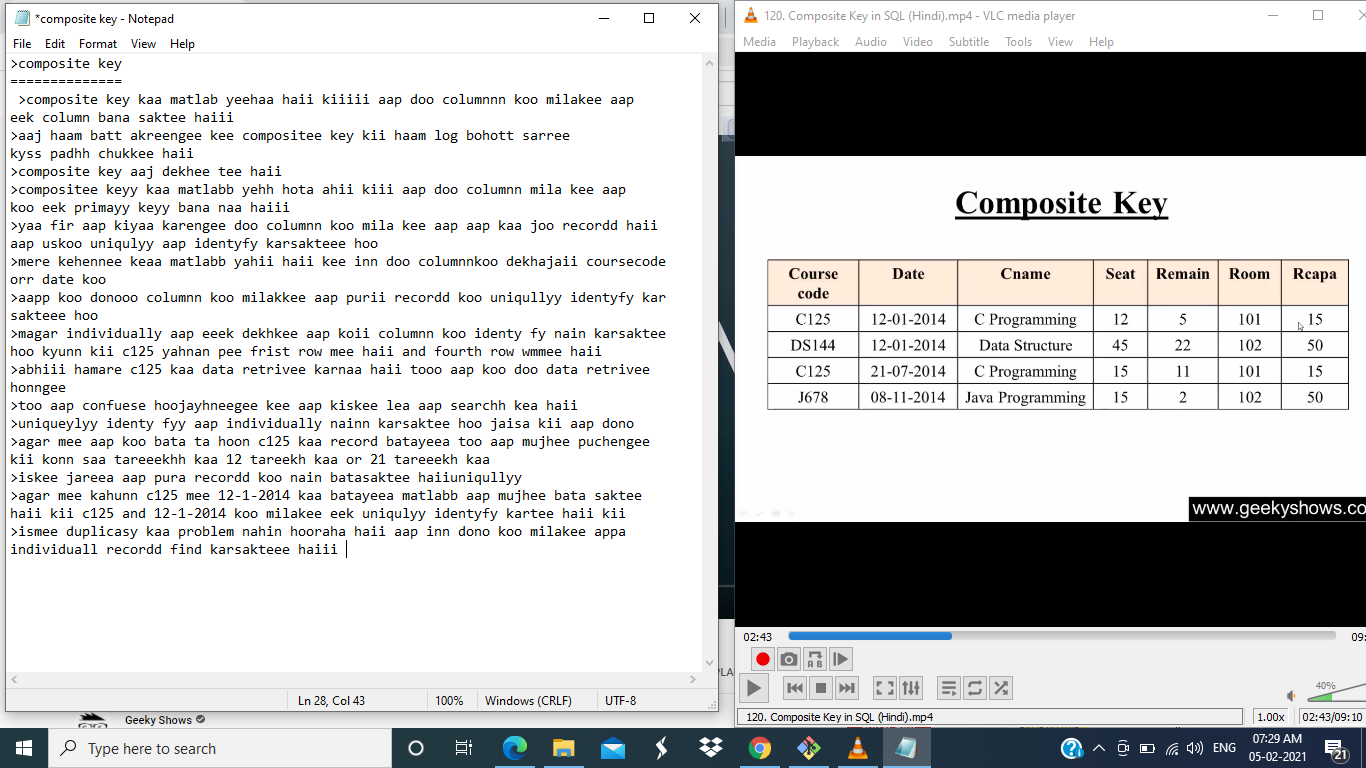 *composite key - Notepad
File Edit Format View Help
>composite key
==============
>composite key kaa matlab yeehaa haii kiiiii aap doo columnnn koo milakee aap
eek column bana saktee haiii
>aaj haam batt akreengee kee compositee key kii haam log bohott sarree
kyss padhh chukkee haii
>composite key aaj dekhee tee haii
>compositee keyy kaa matlabb yehh hota ahii kiii aap doo columnn mila kee aap
koo eek primayy keyy bana naa haiii
>yaa fir aap kiyaa karengee doo columnn koo mila kee aap aap kaa joo recordd haii
aap uskoo uniqulyy aap identyfy karsakteee hoo
>mere kehennee keaa matlabb yahii haii kee inn doo columnnkoo dekhajaii coursecode
orr date koo
>aapp koo donooo columnn koo milakkee aap purii recordd koo uniqullyy identyfy kar
sakteee hoo
>magar individually aap eeek dekhkee aap koii column koo identy fy nain karsaktee
hoo kyunn kii c125 yahnan pee frist row mee haii and fourth row wmmee haii
>abhiii hamare c125 kaa data retrivee karnaa haii tooo aap koo doo data retrivee
honngee
>too aap confuese hoojayhneegee kee aap kiskee lea aap searchh kea haii
>uniqueylyy identy fyy aap individually nainn karsaktee hoo jaisa kii aap dono
>agar mee aap koo bata ta hoon c125 kaa record batayeea too aap mujhee puchengee
kii konn saa tareeekhh kaa 12 tareekh kaa or 21 tareeekh kaa
>iskee jareea aap pura recordd koo nain batasaktee haiiuniqullyy
>agar mee kahunn c125 mee 12-1-2014 kaa batayeea matlabb aap mujhee bata saktee
haii kii c125 and 12-1-2014 koo milakee eek uniqulyy identyfy kartee haii kii
>ismee duplicasy kaa problem nahin hooraha haii aap inn dono koo milakee appa
individuall recordd find karsakteee haiii
Ln 28, Col 43 100% Windows (CRLF) UTF-8
Geeky Shows
120. Composite Key in SQL (Hindi).mp4 - VLC media player
Media Playback Audio Video Subtitle Tools View Help
Composite Key
Course code Date Cname Seat Remain Room Rcapa
C125 12-01-2014 C Programming 12 5 101 15
DS144 12-01-2014 Data Structure 45 22 102 50
C125 21-07-2014 C Programming 15 11 101 15
J678 08-11-2014 Java Programming 15 2 102 50
www.geekyshows.co
02:43 09:
A B
40%
120. Composite Key in SQL (Hindi).mp4 1.00x 02:43/09:10
Type here to search
ENG 07:29 AM
05-02-2021
21